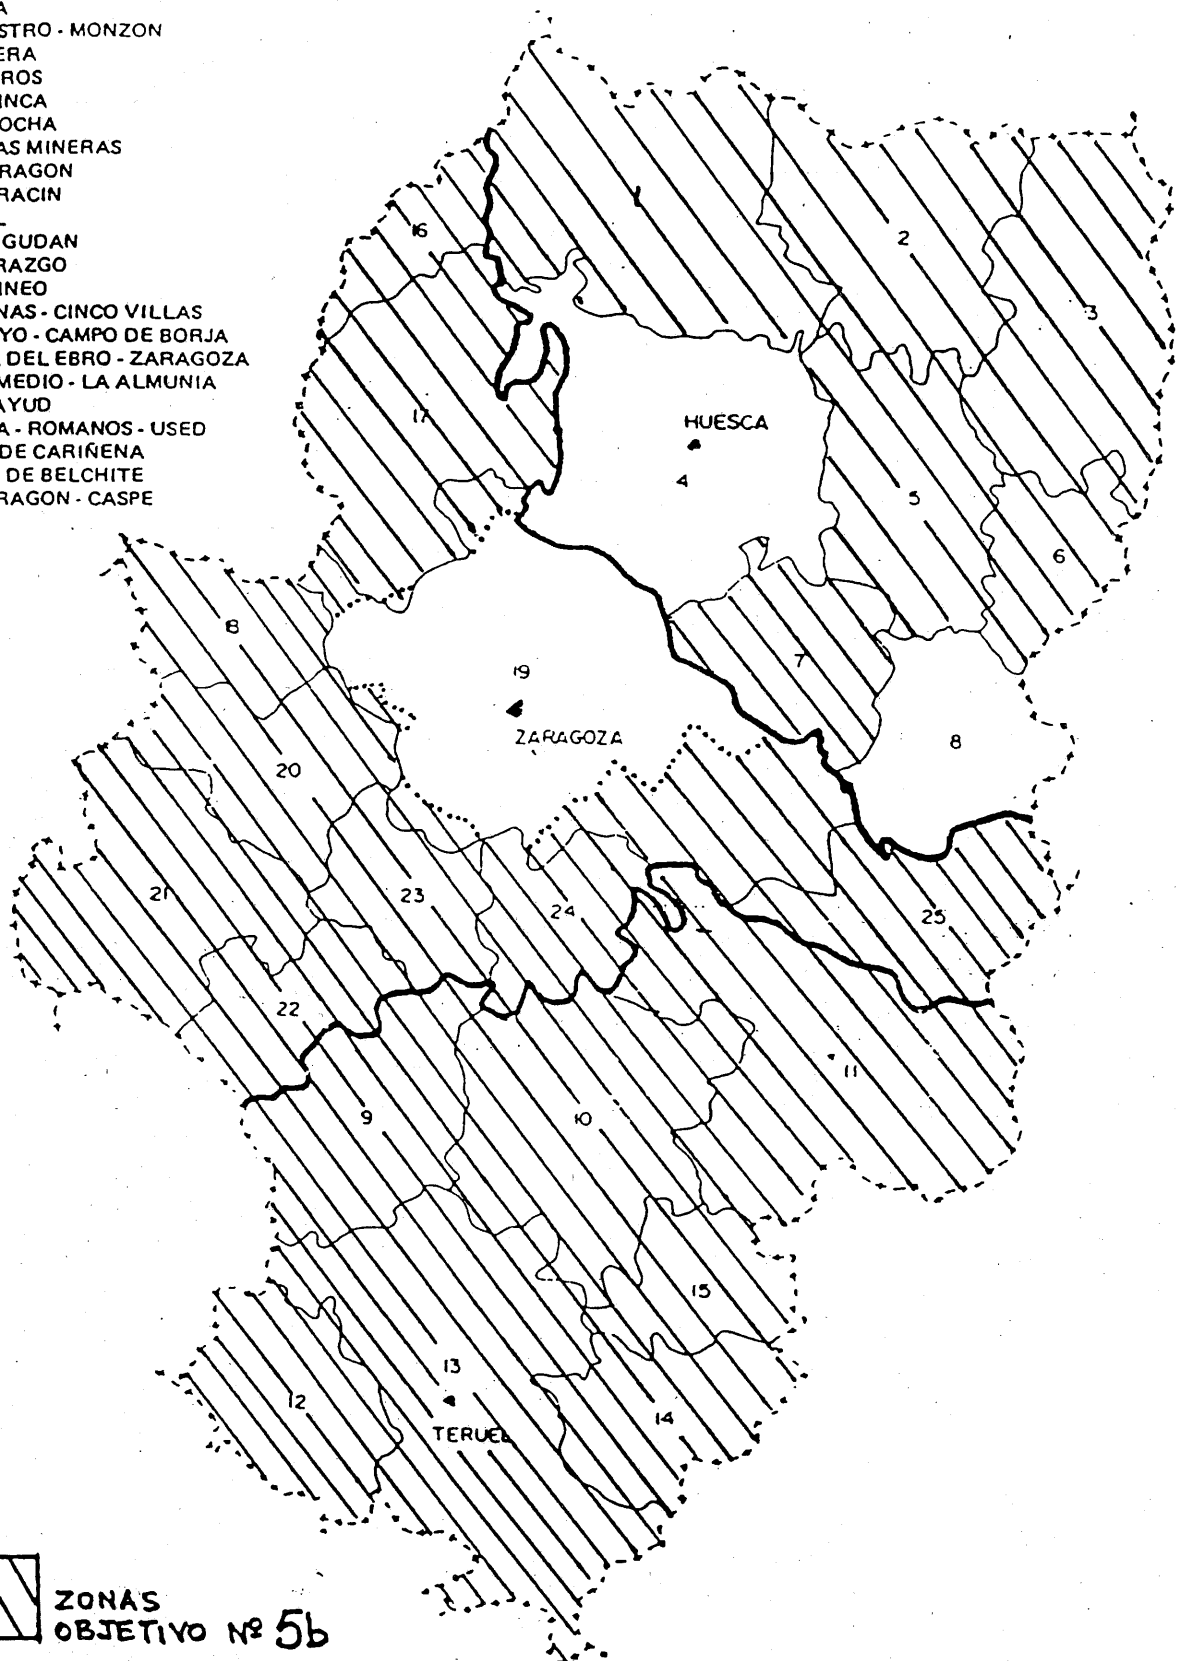 A
STRO - MONZON
ERA
ROS
INCA
OCHA
AS MINERAS
RAGON
RACIN
GUDAN
RAZGO
INEO
NAS - CINCO VILLAS
YO - CAMPO DE BORJA
DEL EBRO - ZARAGOZA
MEDIO - LA ALMUNIA
AYUD
A - ROMANOS - USED
DE CARIÑENA
DE BELCHITE
RAGON - CASPE
1
2
16
3
17
HUESCA
4
5
6
8
7
19
ZARAGOZA
8
20
21
23
24
25
22
11
9
10
15
13
12
14
TERUEL
ZONAS
OBJETIVO Nº 5b